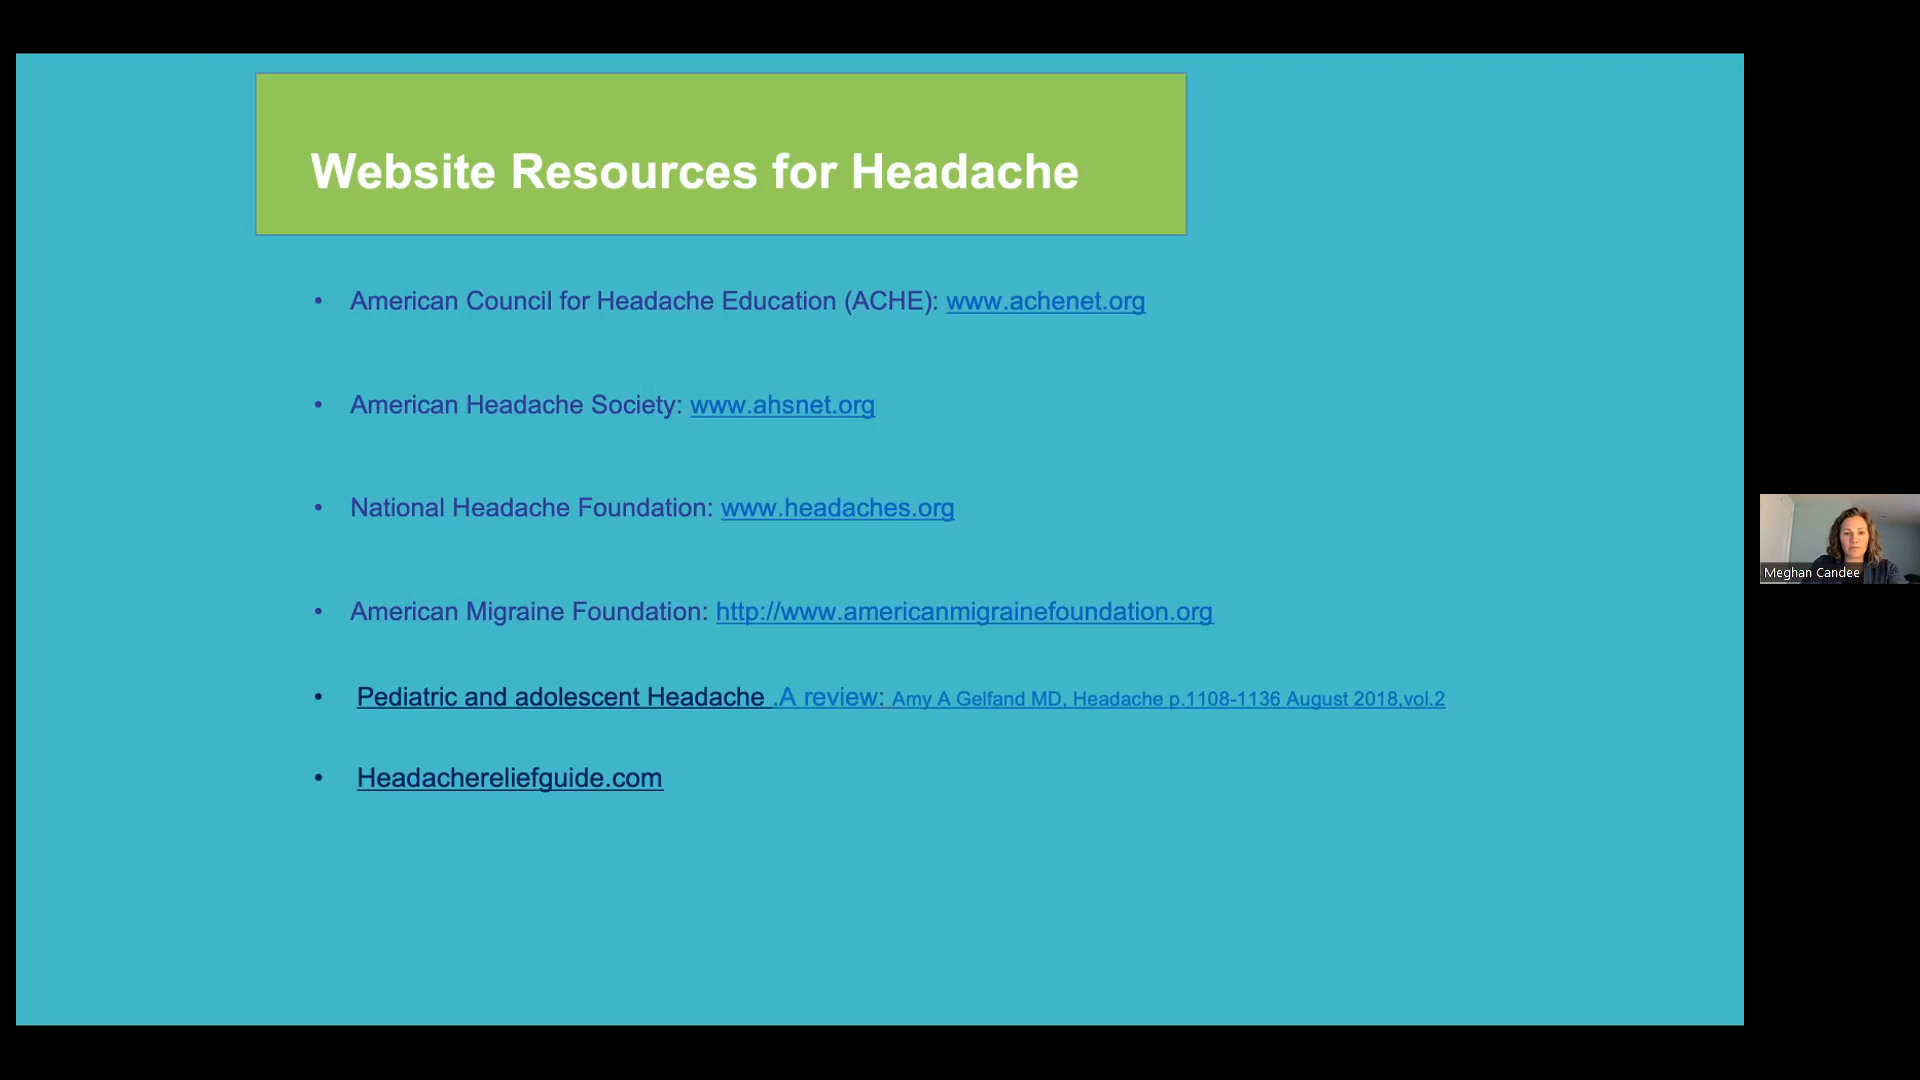 Website Resources for Headache
• American Council for Headache Education (ACHE): www.achenet.org
• American Headache Society: www.ahsnet.org
• National Headache Foundation: www.headaches.org
• American Migraine Foundation: http://www.americanmigrainefoundation.org
• Pediatric and adolescent Headache .A review: Amy A Gelfand MD, Headache p.1108-1136 August 2018,vol.2
• Headachereliefguide.com
Meghan Candee